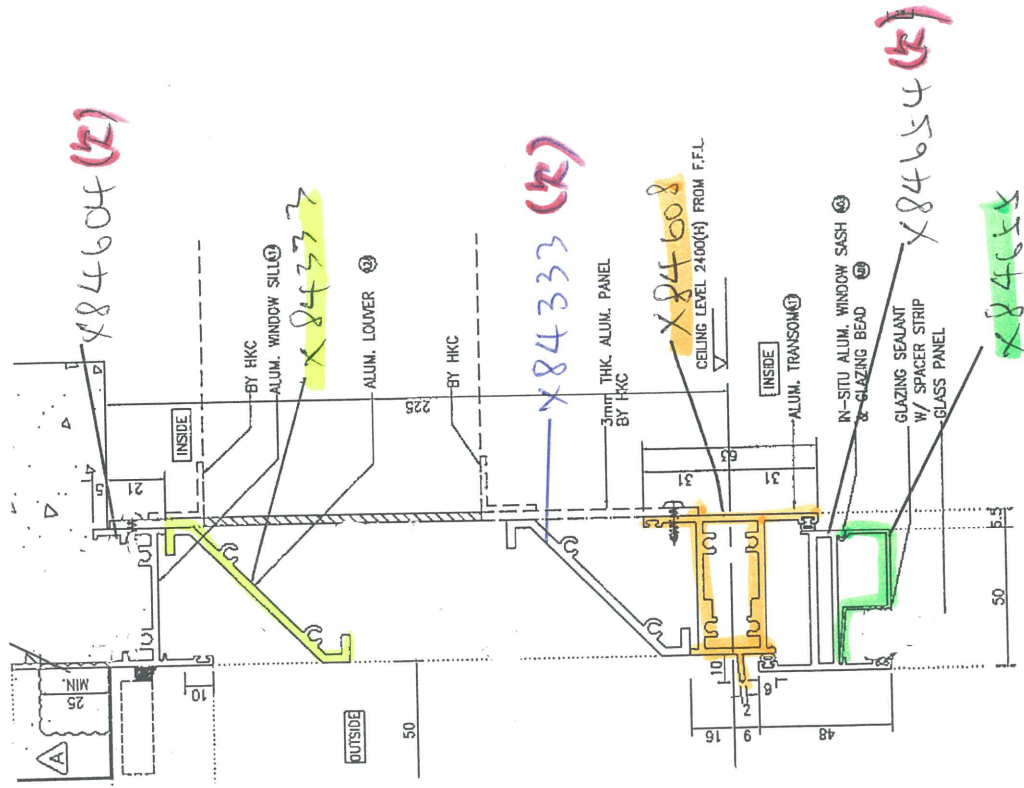 X84604
BY HKC
ALUM. WINDOW SILL
X84333
ALUM. LOUVER
BY HKC
X84333
3mm THK. ALUM. PANEL
BY HKC
X84608
CEILING LEVEL 2400(H) FROM F.F.L.
INSIDE
ALUM. TRANSOM
IN-SITU ALUM. WINDOW SASH
& GLAZING BEAD
X84654
GLAZING SEALANT
W/ SPACER STRIP
GLASS PANEL
INSIDE
OUTSIDE
A
25
MIN.
10
50
5
21
225
63
31
31
10
16
9
2
6
48
50
5.5